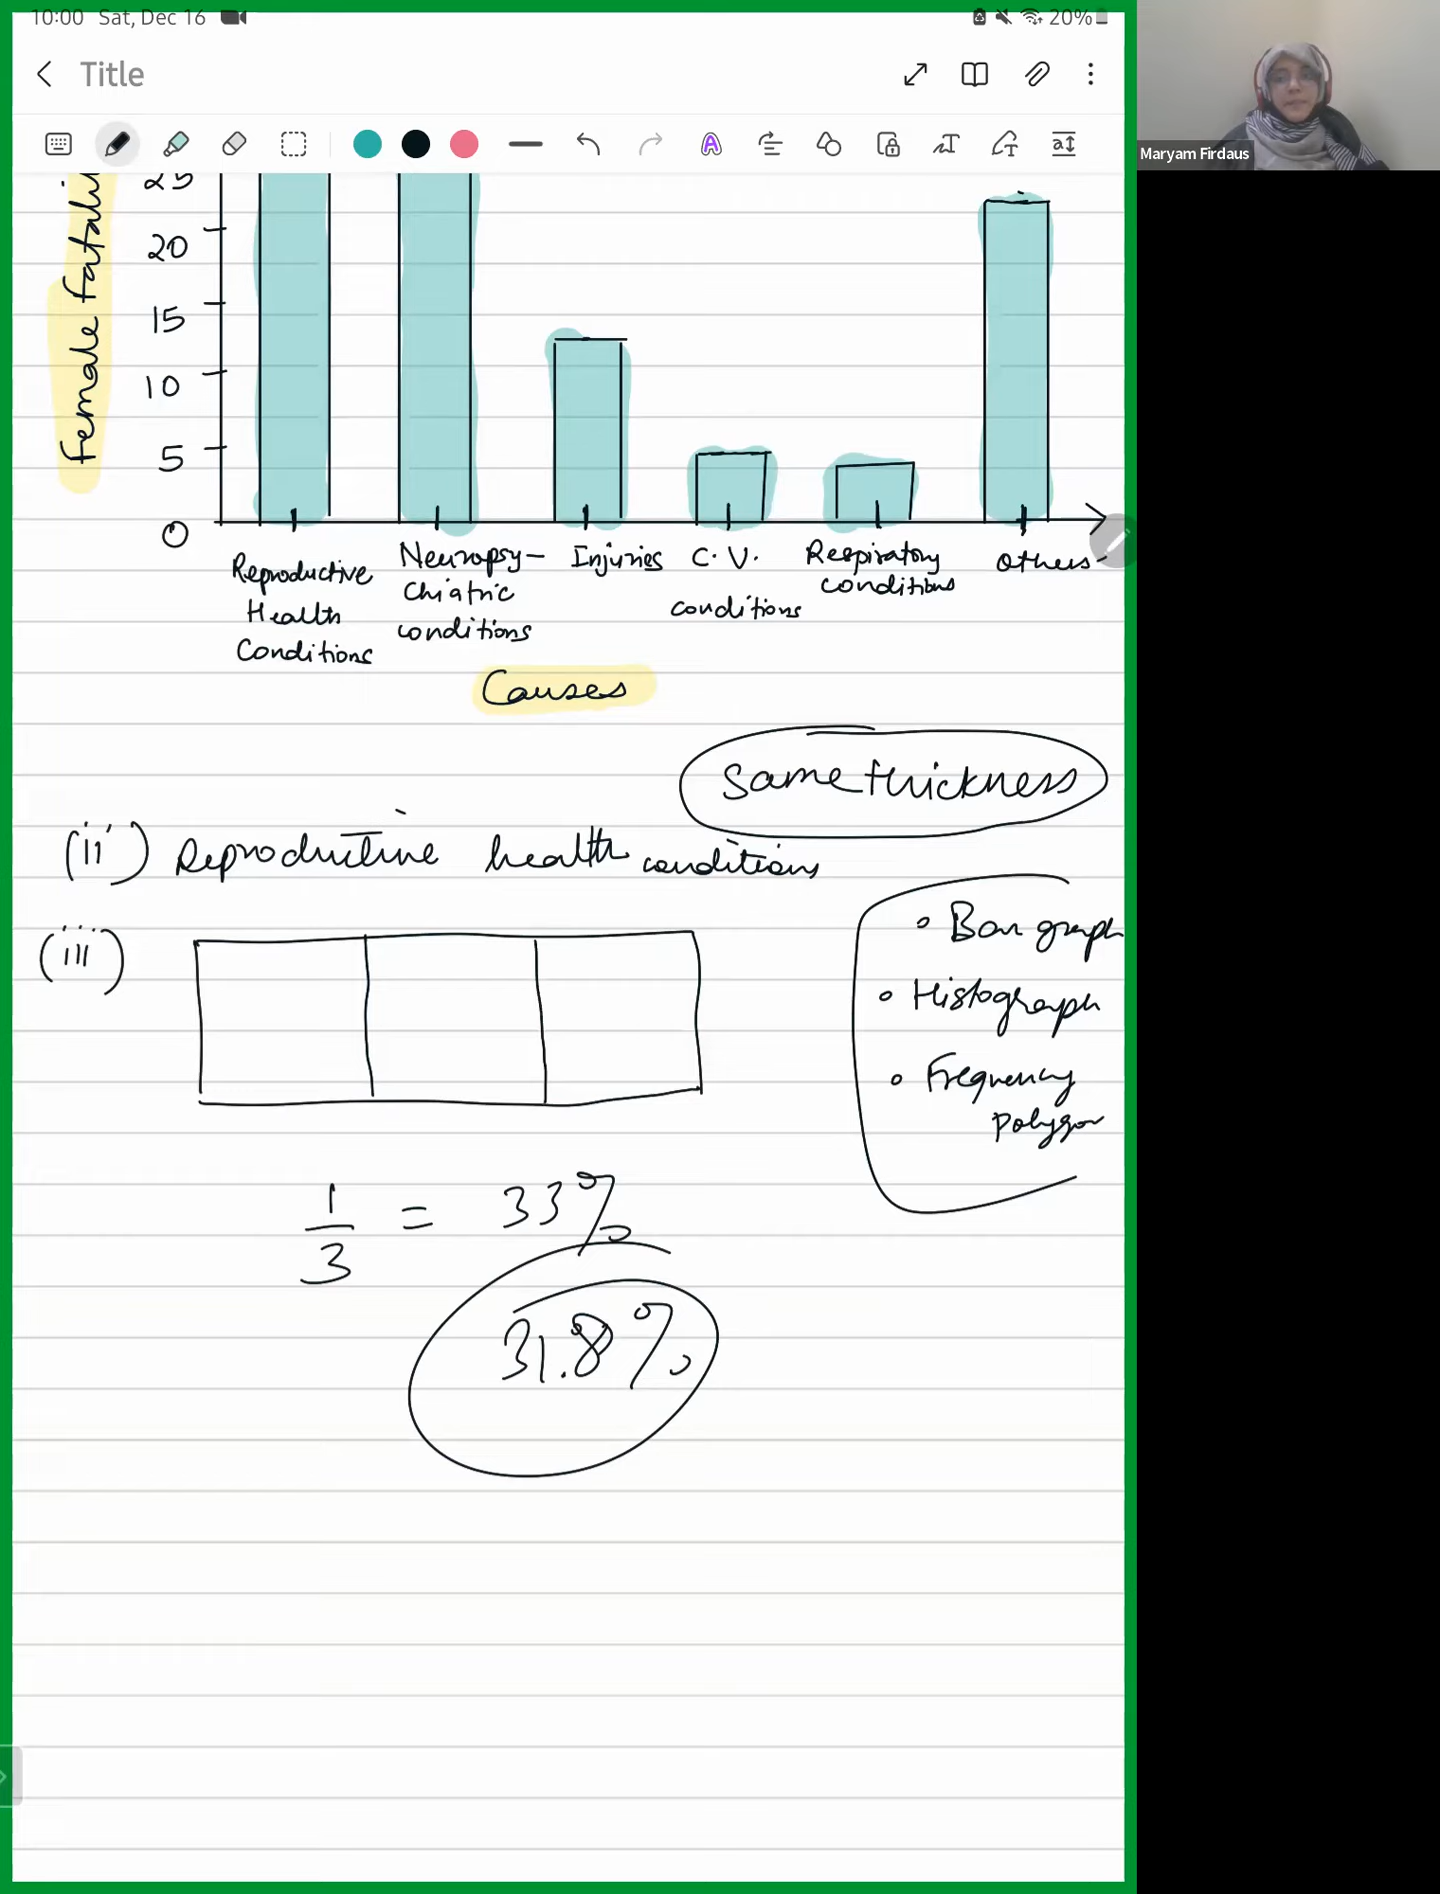 10:00 Sat, Dec 16
20%
Title
Maryam Firdaus
25
20
15
10
5
0
Female Fatali
Reproductive
Health
Conditions
Neuropsy-
chiatric
conditions
Injuries
C.V.
conditions
Respiratory
conditions
others
Causes
Same thickness
(ii) Reproductive health conditions
(iii)
• Bar graph
• Histograph
• Frequency
polygon
1/3 = 33%
31.8%